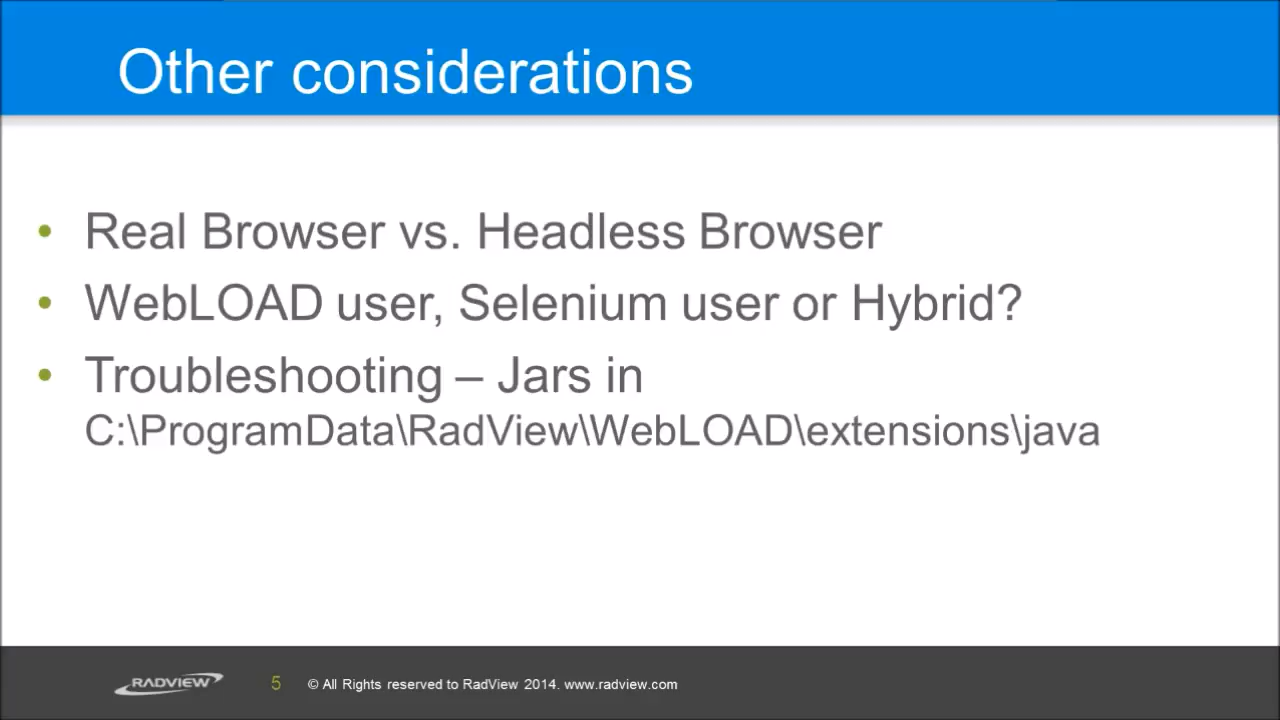 Other considerations
• Real Browser vs. Headless Browser
• WebLOAD user, Selenium user or Hybrid?
• Troubleshooting – Jars in
C:\ProgramData\RadView\WebLOAD\extensions\java
RADVIEW
5
© All Rights reserved to RadView 2014. www.radview.com